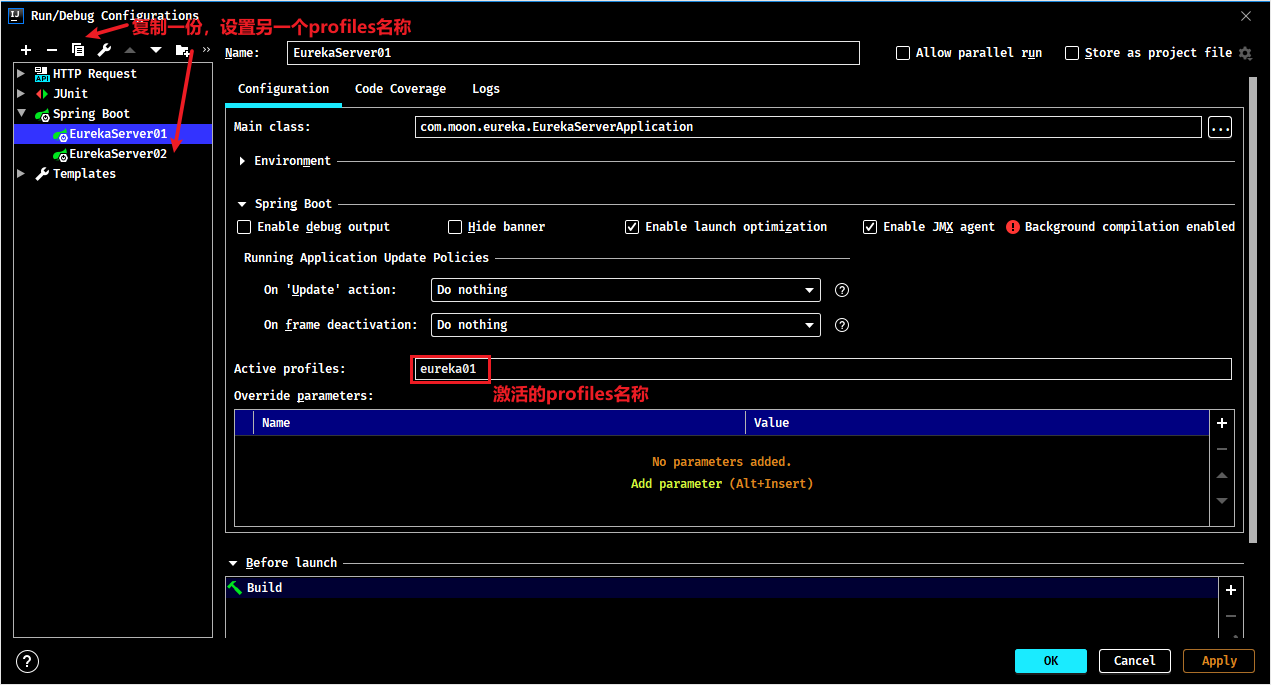 Run/Debug Configurations
复制一份，设置另一个profiles名称
Name:
EurekaServer01
Allow parallel run
Store as project file
HTTP Request
JUnit
Spring Boot
EurekaServer01
EurekaServer02
Templates
Configuration
Code Coverage
Logs
Main class:
com.moon.eureka.EurekaServerApplication
...
Environment
Spring Boot
Enable debug output
Hide banner
Enable launch optimization
Enable JMX agent
Background compilation enabled
Running Application Update Policies
On 'Update' action:
Do nothing
On frame deactivation:
Do nothing
Active profiles:
eureka01
激活的profiles名称
Override parameters:
Name
Value
No parameters added.
Add parameter (Alt+Insert)
Before launch
Build
OK
Cancel
Apply